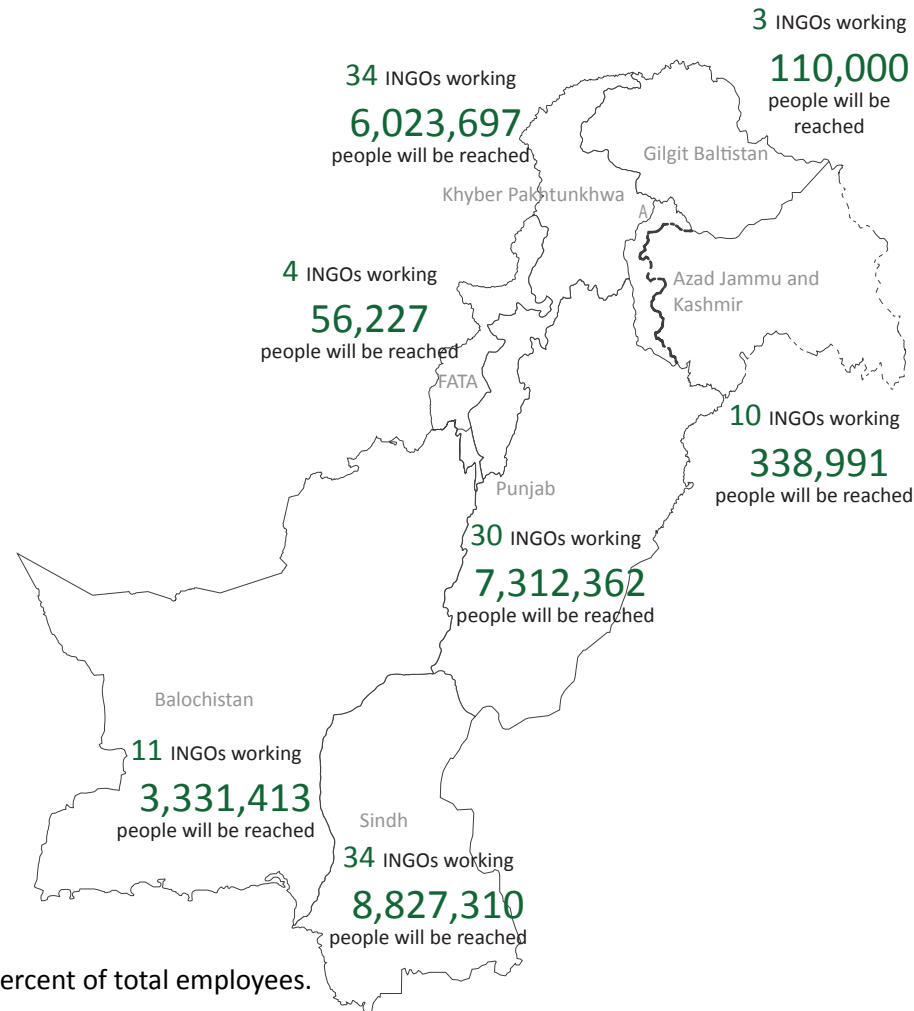 3 INGOs working
110,000
people will be
reached
34 INGOs working
6,023,697
people will be reached
Gilgit Baltistan
Khyber Pakhtunkhwa
A
4 INGOs working
56,227
people will be reached
Azad Jammu and
Kashmir
FATA
10 INGOs working
338,991
people will be reached
Punjab
30 INGOs working
7,312,362
people will be reached
Balochistan
11 INGOs working
3,331,413
people will be reached
Sindh
34 INGOs working
8,827,310
people will be reached
ercent of total employees.